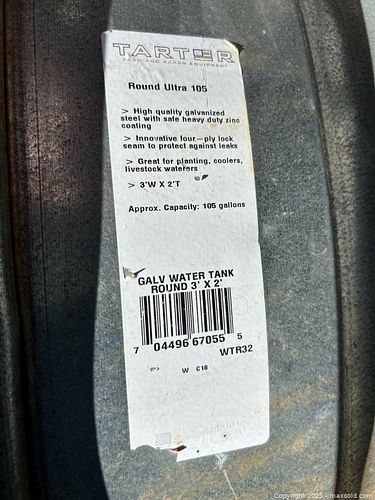 TARTER
FARM AND RANCH EQUIPMENT
Round Ultra 105
> High quality galvanized
steel with safe heavy duty zinc
coating
> Innovative four-ply lock
seam to protect against leaks
> Great for planting, coolers,
livestock waterers
> 3'W X 2'T
Approx. Capacity: 105 gallons
GALV WATER TANK
ROUND 3' X 2'
7 04496 67055 5
WTR32
W C18
Copyright © 2025 - maxsold.com